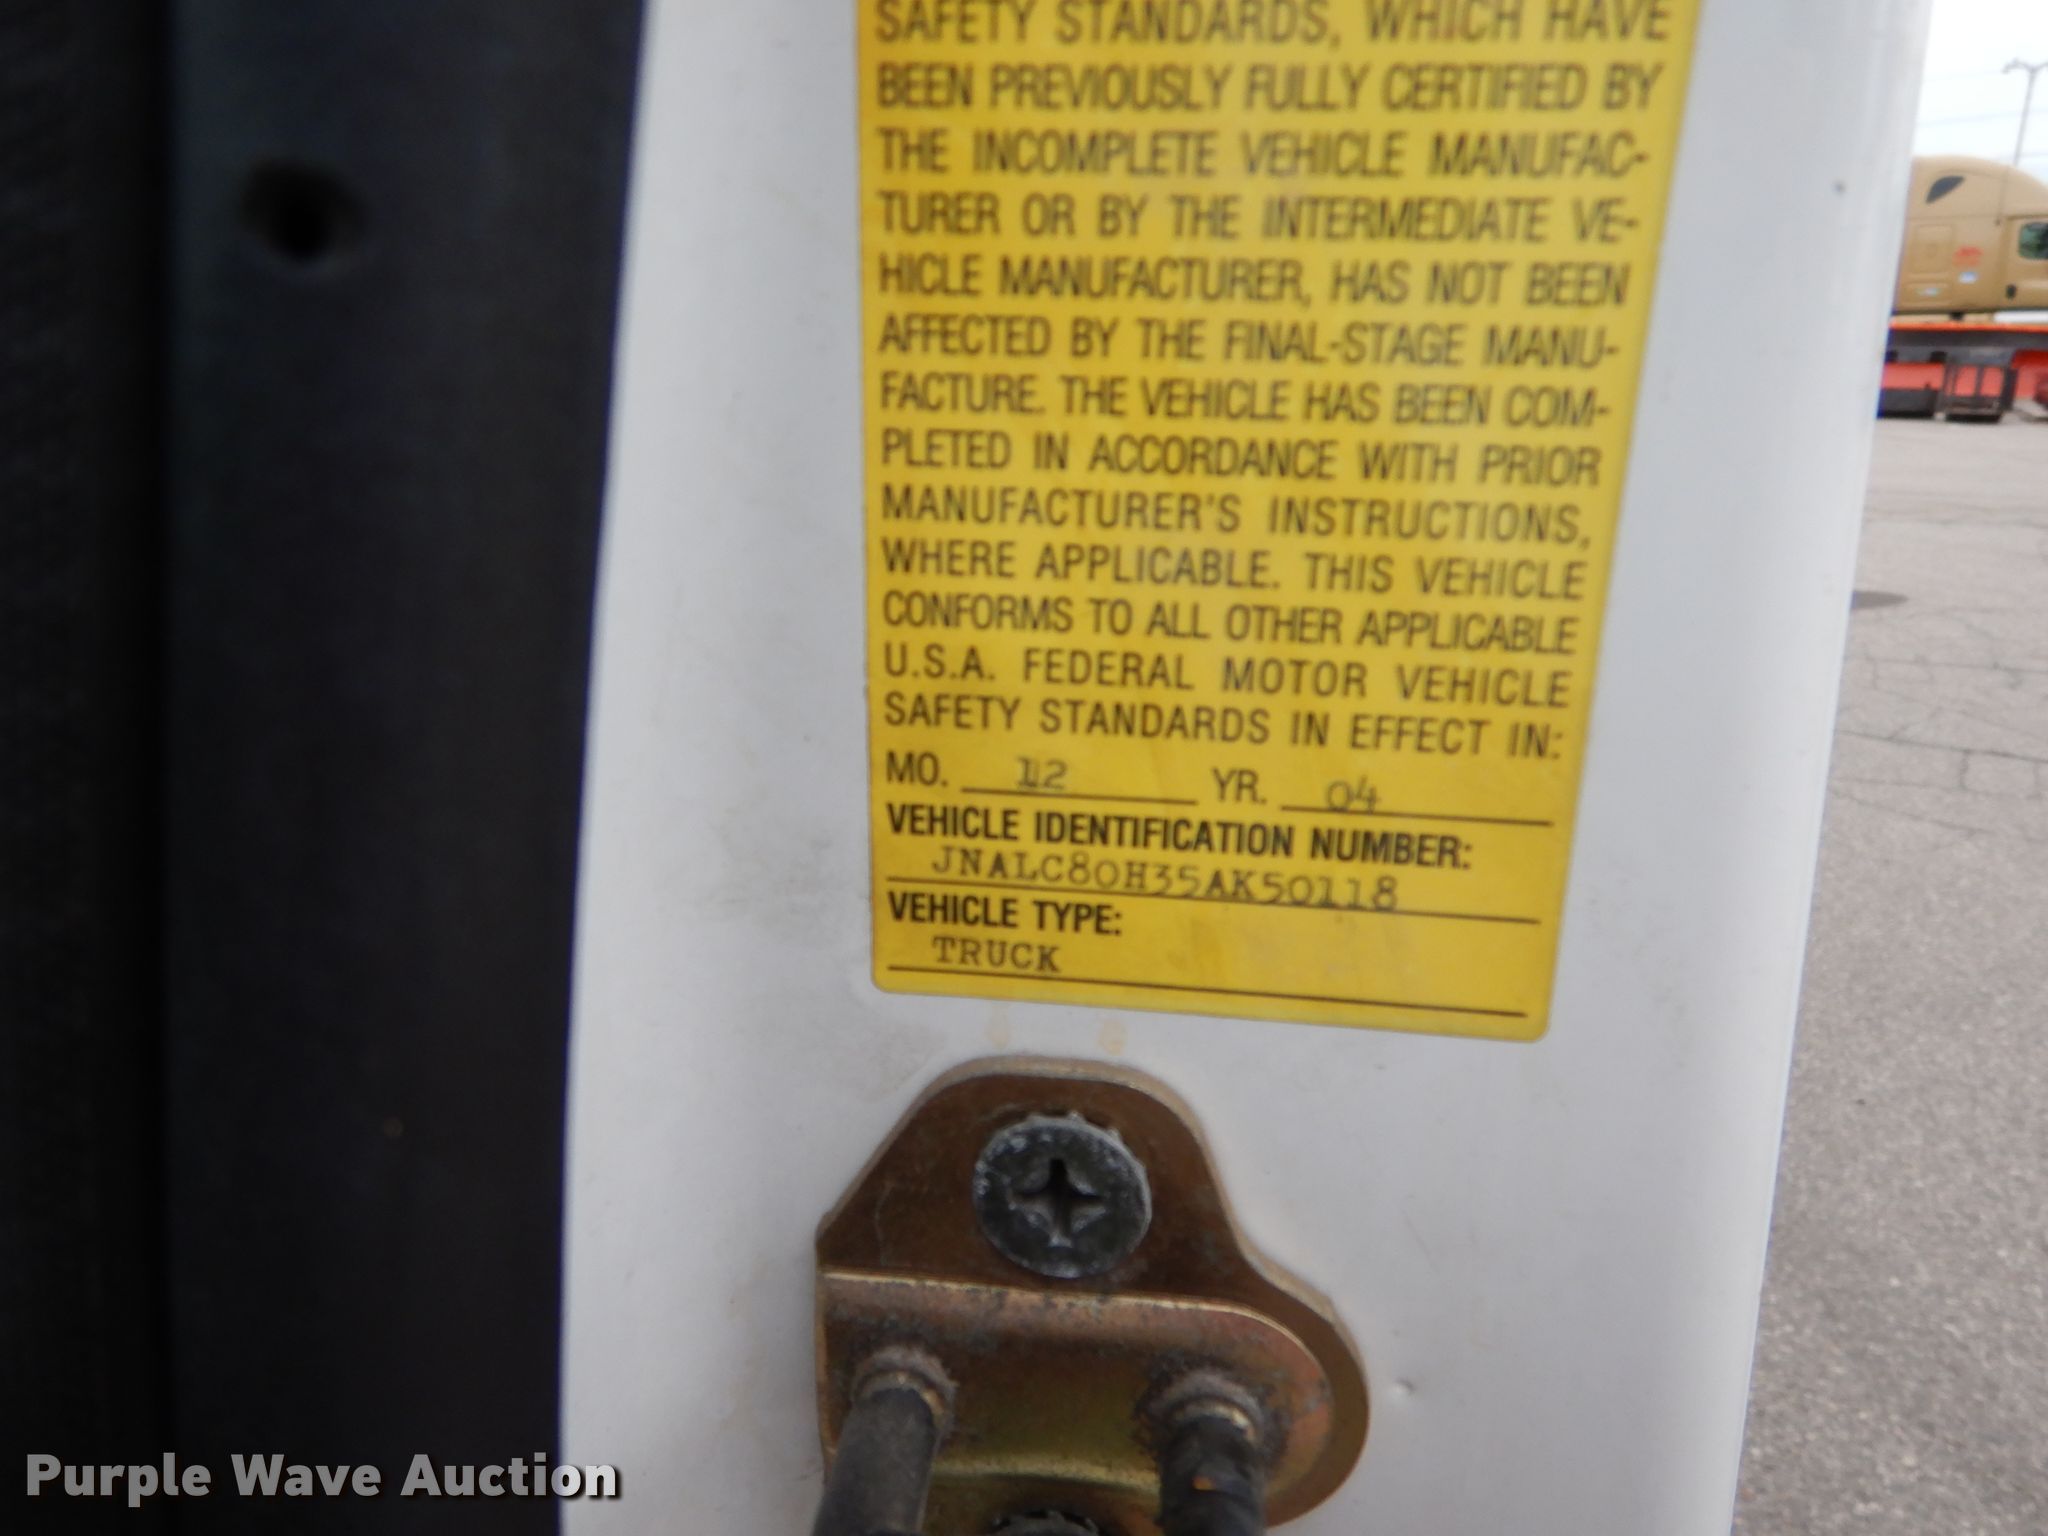 SAFETY STANDARDS, WHICH HAVE
BEEN PREVIOUSLY FULLY CERTIFIED BY
THE INCOMPLETE VEHICLE MANUFAC-
TURER OR BY THE INTERMEDIATE VE-
HICLE MANUFACTURER, HAS NOT BEEN
AFFECTED BY THE FINAL-STAGE MANU-
FACTURE. THE VEHICLE HAS BEEN COM-
PLETED IN ACCORDANCE WITH PRIOR
MANUFACTURER'S INSTRUCTIONS,
WHERE APPLICABLE. THIS VEHICLE
CONFORMS TO ALL OTHER APPLICABLE
U.S.A. FEDERAL MOTOR VEHICLE
SAFETY STANDARDS IN EFFECT IN:
MO. 12 YR. 04
VEHICLE IDENTIFICATION NUMBER:
JNALC80H35AK50118
VEHICLE TYPE:
TRUCK
Purple Wave Auction